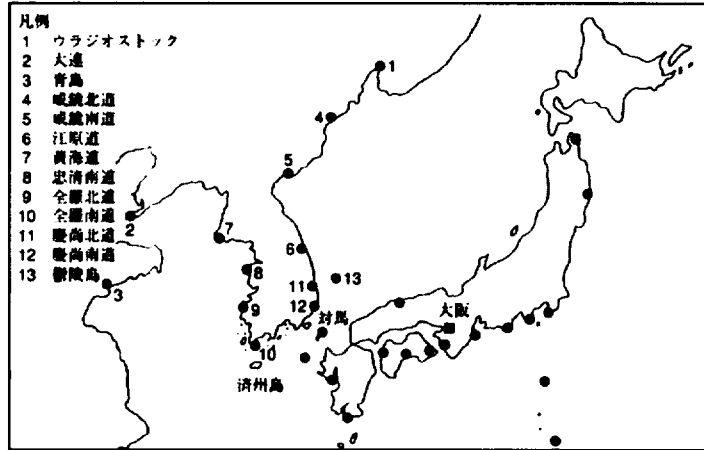 凡例
1 ウラジオストック
2 大連
3 青島
4 咸鏡北道
5 咸鏡南道
6 江原道
7 黄海道
8 忠清南道
9 全羅北道
10 全羅南道
11 慶尚北道
12 慶尚南道
13 鬱陵島
1
4
5
2
7
6
8
13
3
11
9
12
対馬
大阪
10
済州島